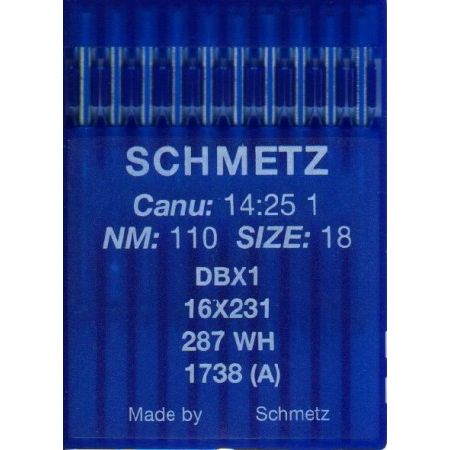 SCHMETZ
Canu: 14:25 1
NM: 110 SIZE: 18
DBX1
16X231
287 WH
1738 (A)
Made by Schmetz